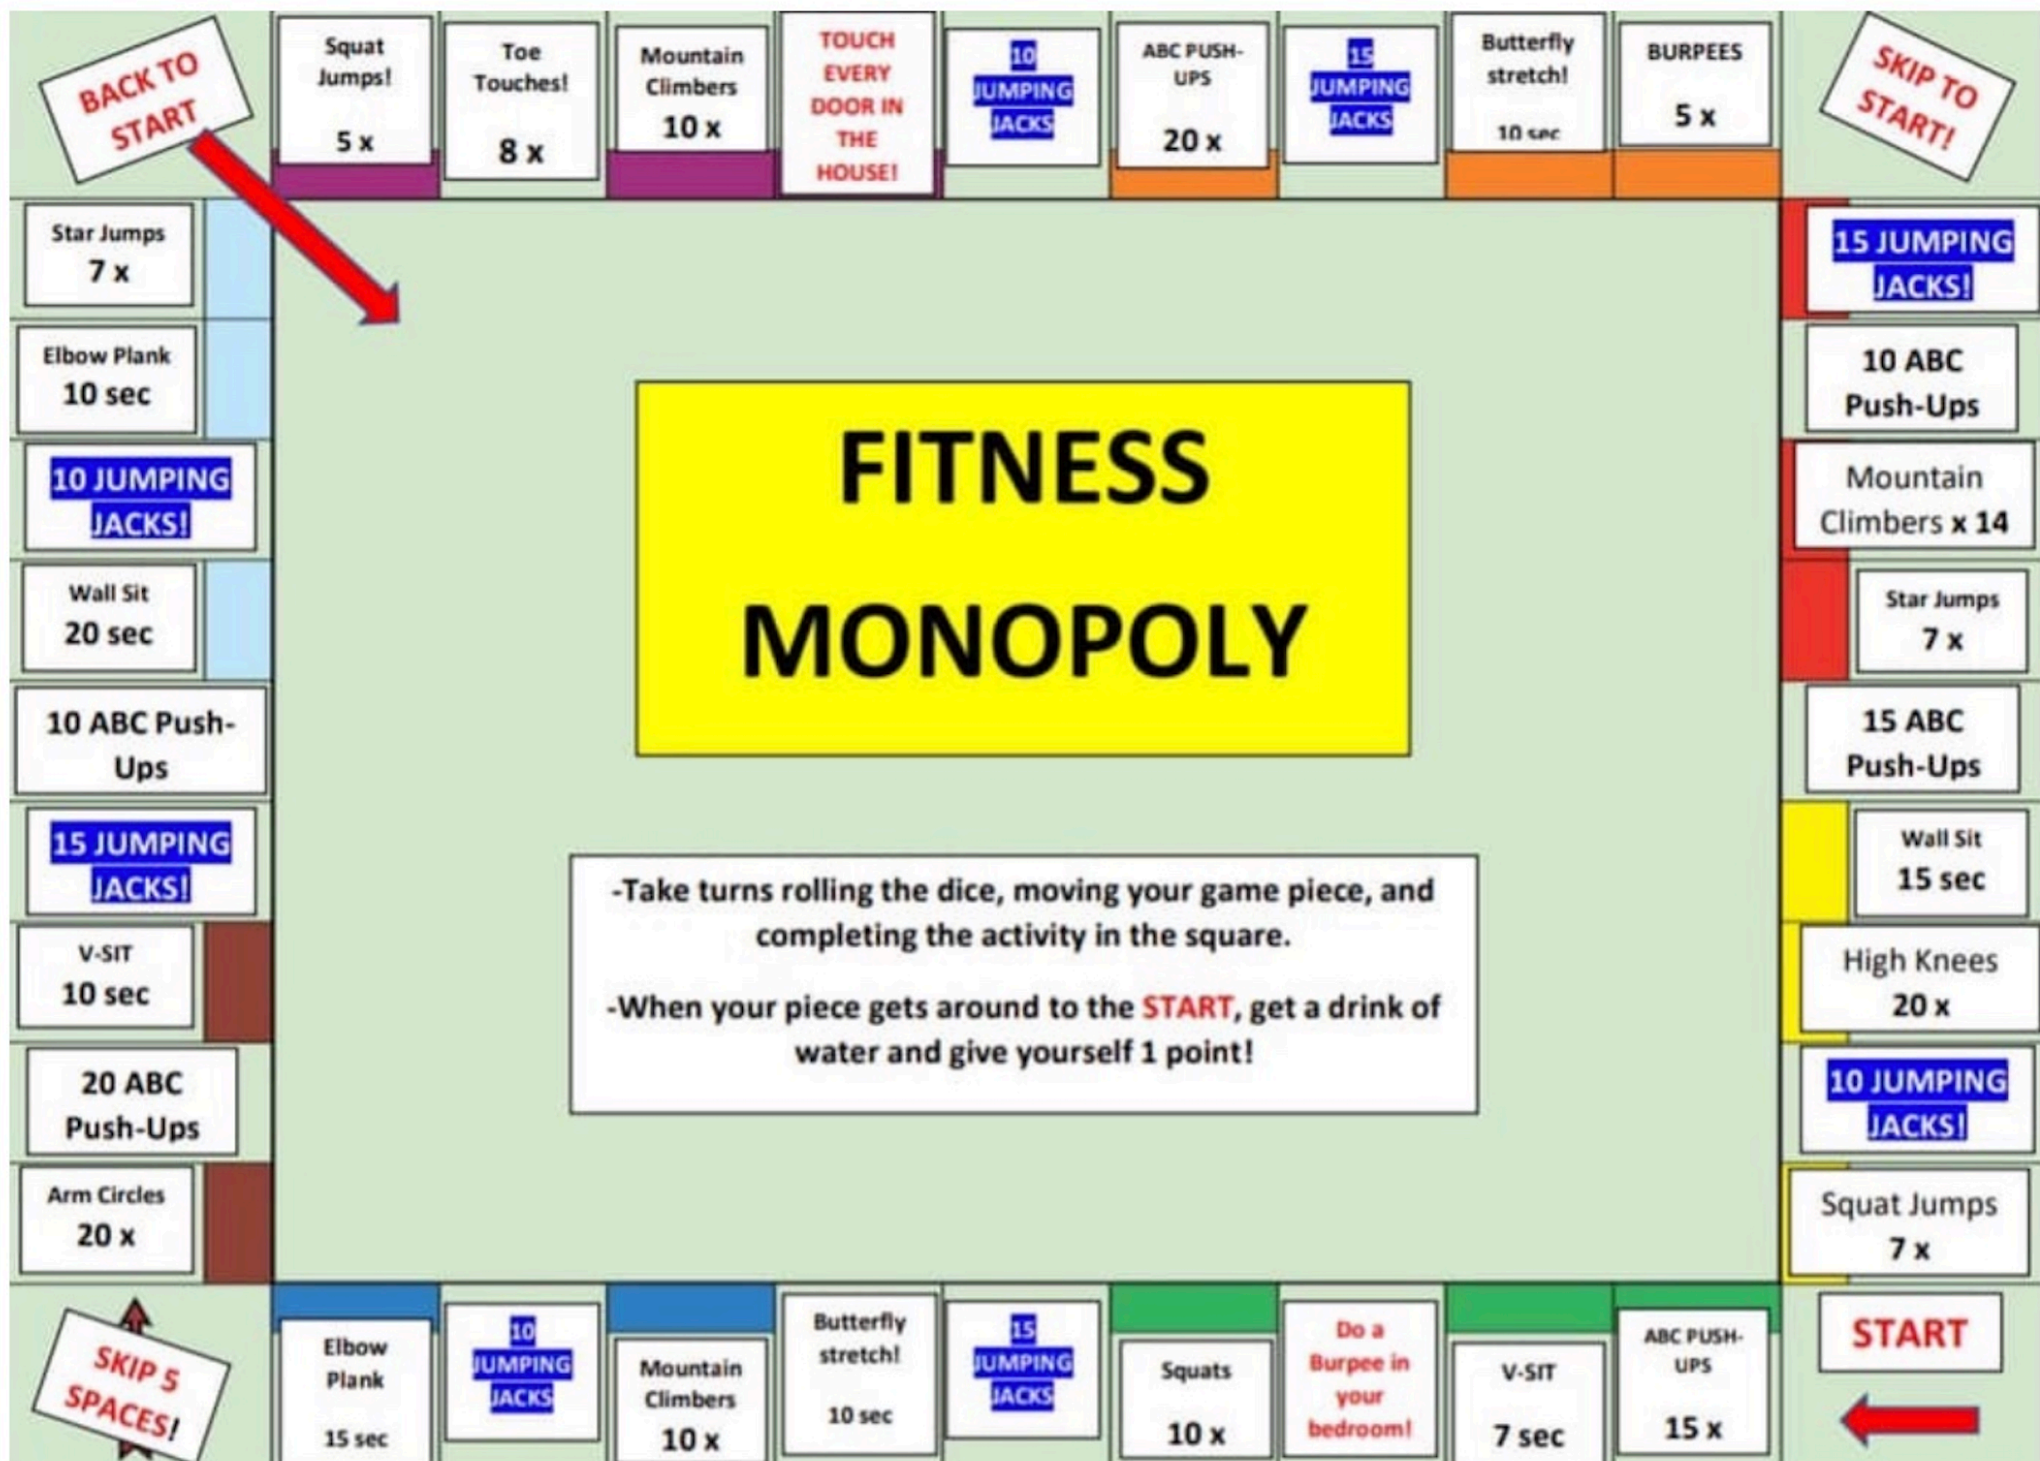 BACK TO
START
Squat
Jumps!
5 x
Toe
Touches!
8 x
Mountain
Climbers
10 x
TOUCH
EVERY
DOOR IN
THE
HOUSE!
10
JUMPING
JACKS
ABC PUSH-
UPS
20 x
15
JUMPING
JACKS
Butterfly
stretch!
10 sec
BURPEES
5 x
SKIP TO
START!
Star Jumps
7 x
Elbow Plank
10 sec
10 JUMPING
JACKS!
Wall Sit
20 sec
10 ABC Push-
Ups
15 JUMPING
JACKS!
V-SIT
10 sec
20 ABC
Push-Ups
Arm Circles
20 x
FITNESS
MONOPOLY
-Take turns rolling the dice, moving your game piece, and
completing the activity in the square.
-When your piece gets around to the START, get a drink of
water and give yourself 1 point!
15 JUMPING
JACKS!
10 ABC
Push-Ups
Mountain
Climbers x 14
Star Jumps
7 x
15 ABC
Push-Ups
Wall Sit
15 sec
High Knees
20 x
10 JUMPING
JACKS!
Squat Jumps
7 x
SKIP 5
SPACES!
Elbow
Plank
15 sec
10
JUMPING
JACKS
Mountain
Climbers
10 x
Butterfly
stretch!
10 sec
15
JUMPING
JACKS
Squats
10 x
Do a
Burpee in
your
bedroom!
V-SIT
7 sec
ABC PUSH-
UPS
15 x
START